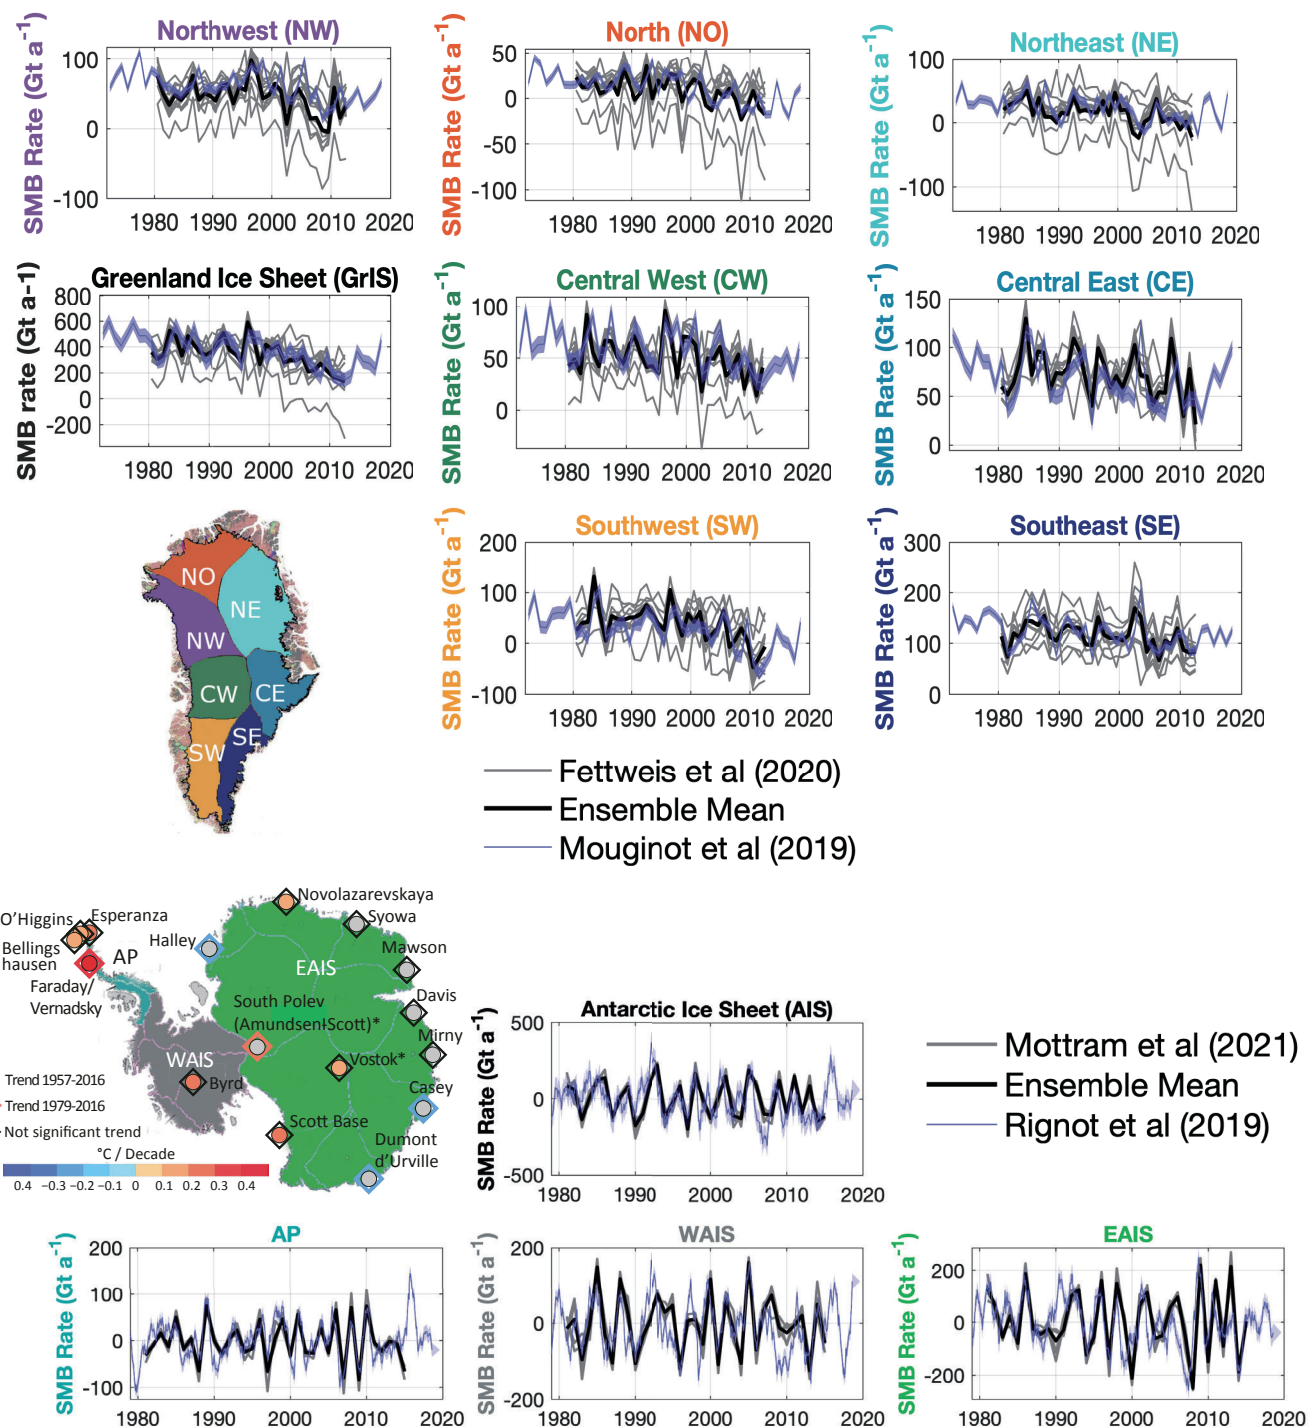 Northwest (NW)
SMB Rate (Gt a⁻¹)
100
0
-100
1980 1990 2000 2010 2020
North (NO)
SMB Rate (Gt a⁻¹)
50
0
-50
-100
1980 1990 2000 2010 2020
Northeast (NE)
SMB Rate (Gt a⁻¹)
100
0
-100
1980 1990 2000 2010 2020
Greenland Ice Sheet (GrIS)
SMB rate (Gt a-1)
800
600
400
200
0
-200
1980 1990 2000 2010 2020
Central West (CW)
SMB Rate (Gt a⁻¹)
100
50
0
1980 1990 2000 2010 2020
Central East (CE)
SMB Rate (Gt a⁻¹)
150
100
50
0
1980 1990 2000 2010 2020
NO
NE
NW
CW
CE
SE
SW
Southwest (SW)
SMB Rate (Gt a⁻¹)
200
100
0
-100
1980 1990 2000 2010 2020
Southeast (SE)
SMB Rate (Gt a⁻¹)
300
200
100
0
1980 1990 2000 2010 2020
Fettweis et al (2020)
Ensemble Mean
Mouginot et al (2019)
Novolazarevskaya
O'Higgins
Esperanza
Syowa
Bellings
hausen
AP
Halley
Mawson
EAIS
Faraday/
Vernadsky
Davis
South Polev
(Amundsen-Scott)*
Mirny
WAIS
Vostok*
Byrd
Casey
Trend 1957-2016
Trend 1979-2016
Not significant trend
Scott Base
Dumont
d'Urville
°C / Decade
0.4 −0.3 −0.2 −0.1 0 0.1 0.2 0.3 0.4
Antarctic Ice Sheet (AIS)
SMB Rate (Gt a⁻¹)
500
0
-500
1980 1990 2000 2010 2020
Mottram et al (2021)
Ensemble Mean
Rignot et al (2019)
AP
SMB Rate (Gt a⁻¹)
200
100
0
-100
1980 1990 2000 2010 2020
WAIS
SMB Rate (Gt a⁻¹)
200
0
-200
1980 1990 2000 2010 2020
EAIS
SMB Rate (Gt a⁻¹)
200
0
-200
1980 1990 2000 2010 2020